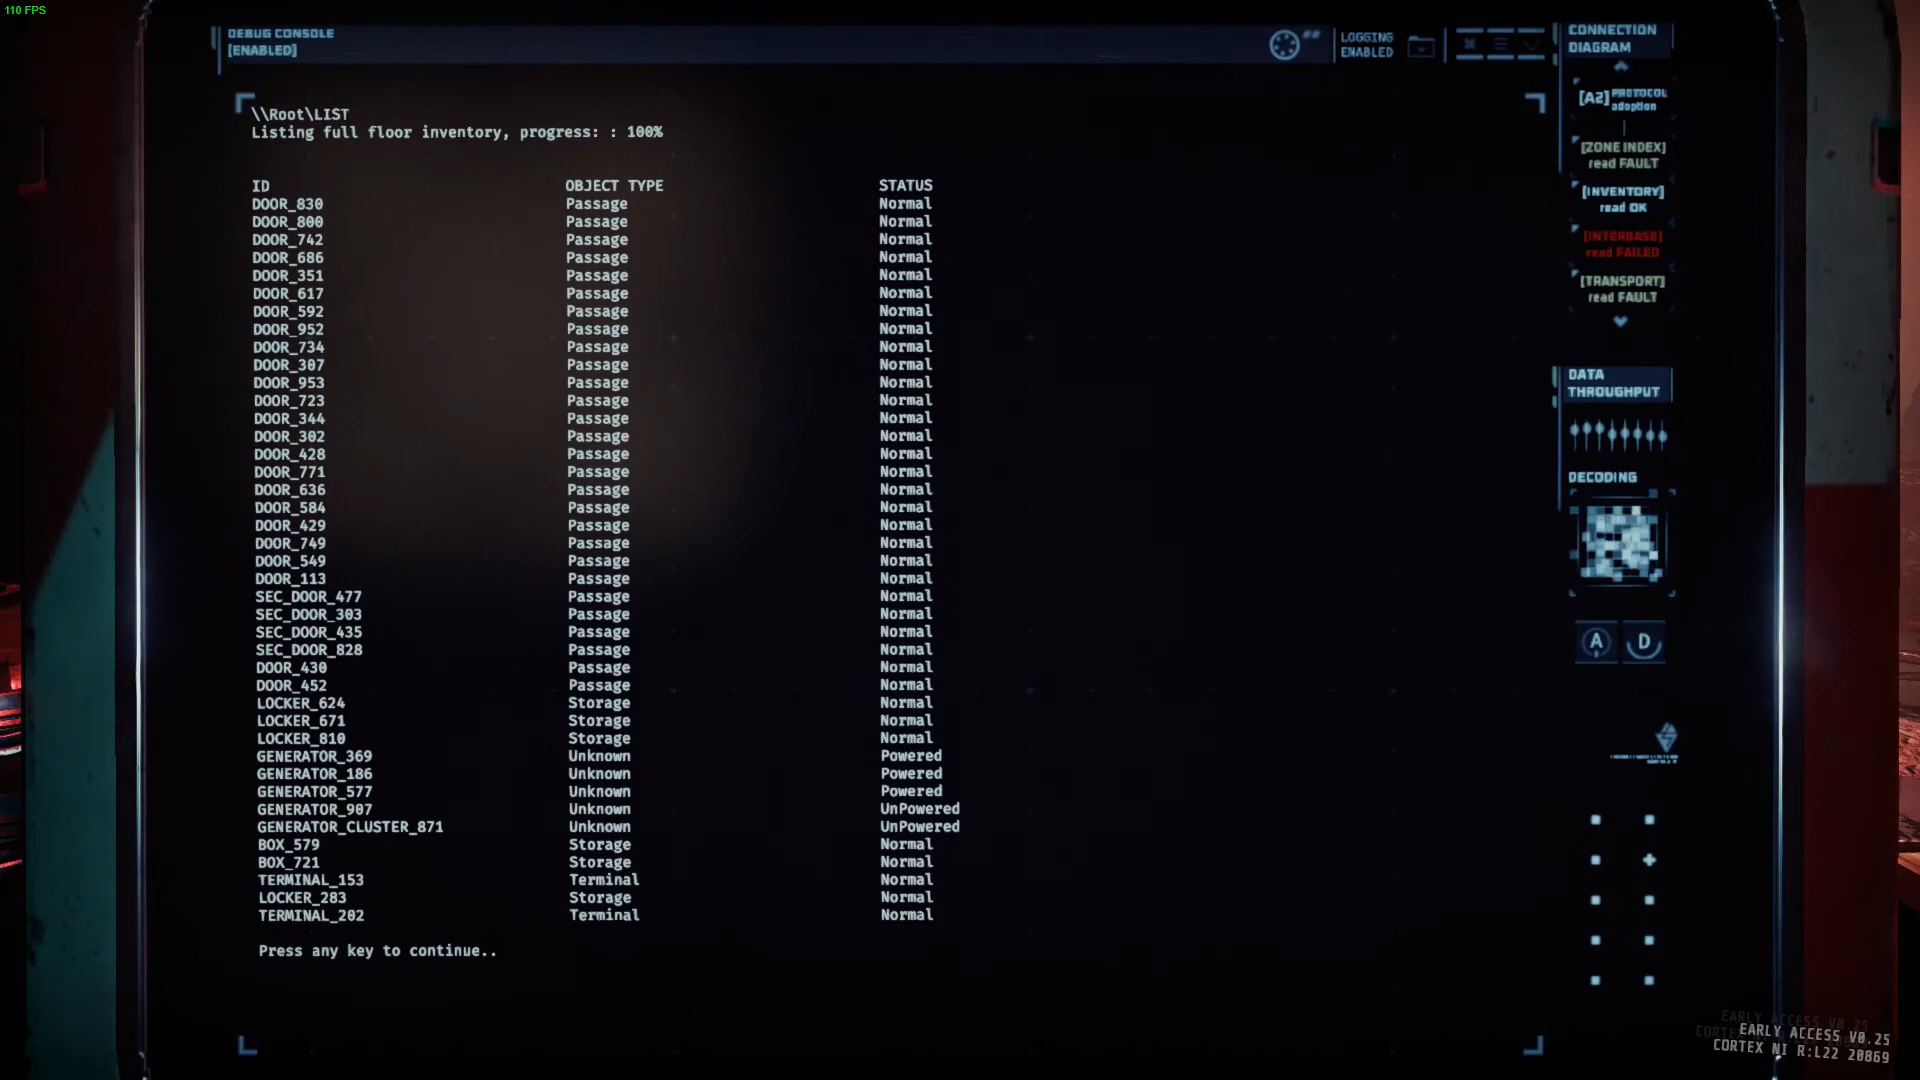 110 FPS
DEBUG CONSOLE
[ENABLED]
LOGGING
ENABLED
CONNECTION
DIAGRAM
\\Root\LIST
Listing full floor inventory, progress: : 100%
ID OBJECT TYPE STATUS
DOOR_830 Passage Normal
DOOR_800 Passage Normal
DOOR_742 Passage Normal
DOOR_686 Passage Normal
DOOR_351 Passage Normal
DOOR_617 Passage Normal
DOOR_592 Passage Normal
DOOR_952 Passage Normal
DOOR_734 Passage Normal
DOOR_307 Passage Normal
DOOR_953 Passage Normal
DOOR_723 Passage Normal
DOOR_344 Passage Normal
DOOR_302 Passage Normal
DOOR_428 Passage Normal
DOOR_771 Passage Normal
DOOR_636 Passage Normal
DOOR_584 Passage Normal
DOOR_429 Passage Normal
DOOR_749 Passage Normal
DOOR_549 Passage Normal
DOOR_113 Passage Normal
SEC_DOOR_477 Passage Normal
SEC_DOOR_303 Passage Normal
SEC_DOOR_435 Passage Normal
SEC_DOOR_828 Passage Normal
DOOR_430 Passage Normal
DOOR_452 Passage Normal
LOCKER_624 Storage Normal
LOCKER_671 Storage Normal
LOCKER_810 Storage Normal
GENERATOR_369 Unknown Powered
GENERATOR_186 Unknown Powered
GENERATOR_577 Unknown Powered
GENERATOR_907 Unknown UnPowered
GENERATOR_CLUSTER_871 Unknown UnPowered
BOX_579 Storage Normal
BOX_721 Storage Normal
TERMINAL_153 Terminal Normal
LOCKER_283 Storage Normal
TERMINAL_202 Terminal Normal
Press any key to continue..
[A2] PROTOCOL
adoption
[ZONE INDEX]
read FAULT
[INVENTORY]
read OK
[INTERBASE]
read FAILED
[TRANSPORT]
read FAULT
DATA
THROUGHPUT
DECODING
A D
EARLY ACCESS V0.25
CORTEX NI R:L22 20869